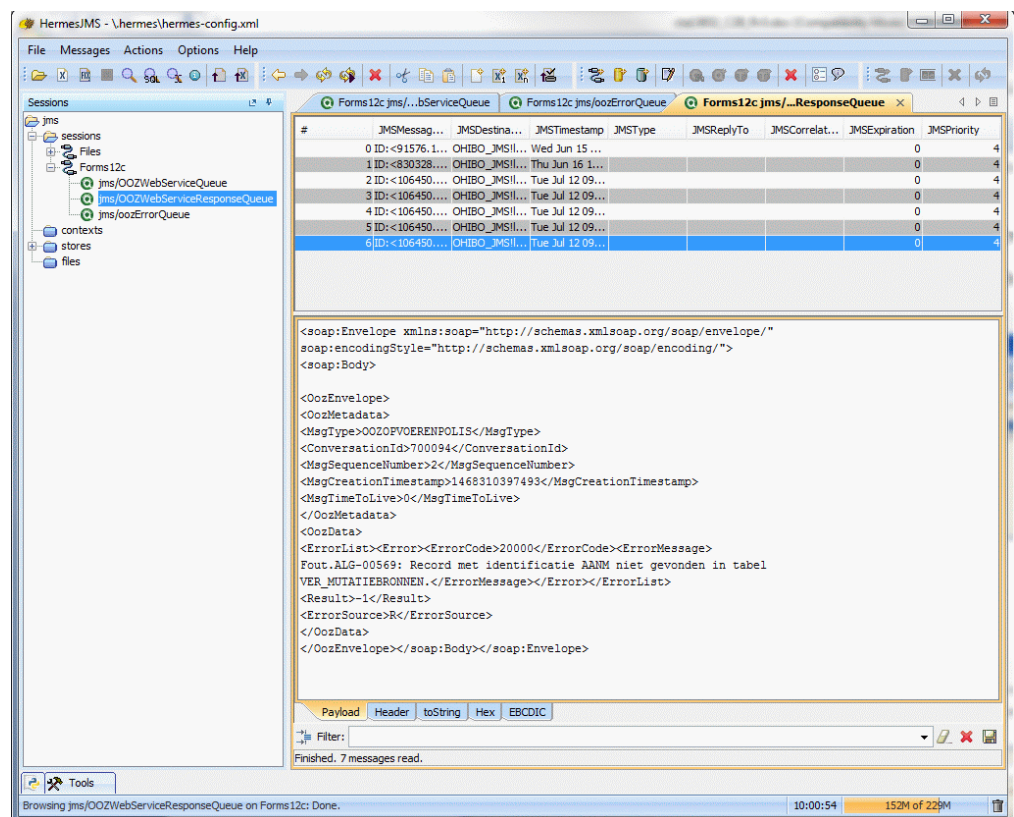 HermesJMS - \.hermes\hermes-config.xml
File Messages Actions Options Help
Sessions
jms
sessions
Files
Forms12c
jms/OOZWebServiceQueue
jms/OOZWebServiceResponseQueue
jms/oozErrorQueue
contexts
stores
files
Forms12c jms/...bServiceQueue Forms12c jms/oozErrorQueue Forms12c jms/...ResponseQueue
# JMSMessag... JMSDestina... JMSTimestamp JMSType JMSReplyTo JMSCorrelat... JMSExpiration JMSPriority
0 ID:<91576.1... OHIBO_JMS!l... Wed Jun 15 ... 0 4
1 ID:<830328.... OHIBO_JMS!l... Thu Jun 16 1... 0 4
2 ID:<106450.... OHIBO_JMS!l... Tue Jul 12 09... 0 4
3 ID:<106450.... OHIBO_JMS!l... Tue Jul 12 09... 0 4
4 ID:<106450.... OHIBO_JMS!l... Tue Jul 12 09... 0 4
5 ID:<106450.... OHIBO_JMS!l... Tue Jul 12 09... 0 4
6 ID:<106450.... OHIBO_JMS!l... Tue Jul 12 09... 0 4
<soap:Envelope xmlns:soap="http://schemas.xmlsoap.org/soap/envelope/"
soap:encodingStyle="http://schemas.xmlsoap.org/soap/encoding/">
<soap:Body>
<OozEnvelope>
<OozMetadata>
<MsgType>OOZOPVOERENPOLIS</MsgType>
<ConversationId>700094</ConversationId>
<MsgSequenceNumber>2</MsgSequenceNumber>
<MsgCreationTimestamp>1468310397493</MsgCreationTimestamp>
<MsgTimeToLive>0</MsgTimeToLive>
</OozMetadata>
<OozData>
<ErrorList><Error><ErrorCode>20000</ErrorCode><ErrorMessage>
Fout.ALG-00569: Record met identificatie AANM niet gevonden in tabel
VER_MUTATIEBRONNEN.</ErrorMessage></Error></ErrorList>
<Result>-1</Result>
<ErrorSource>R</ErrorSource>
</OozData>
</OozEnvelope></soap:Body></soap:Envelope>
Payload Header toString Hex EBCDIC
Filter:
Finished. 7 messages read.
Tools
Browsing jms/OOZWebServiceResponseQueue on Forms12c: Done. 10:00:54 152M of 229M